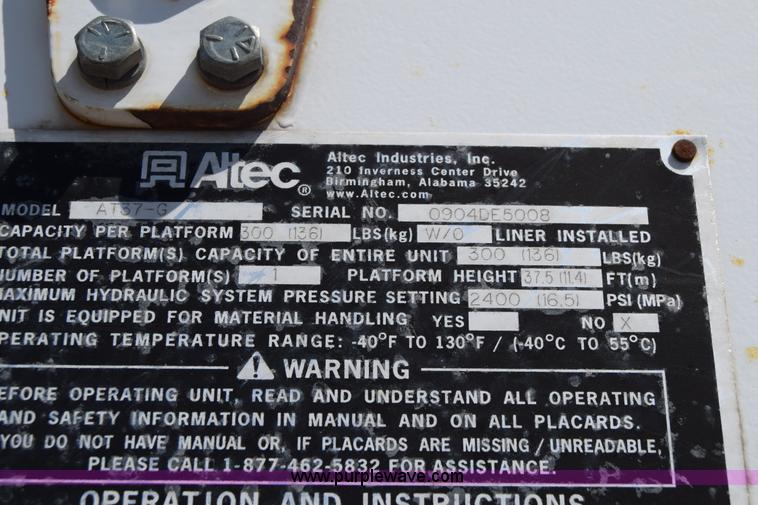 Altec®
Altec Industries, Inc.
210 Inverness Center Drive
Birmingham, Alabama 35242
www.Altec.com
MODEL AT37-G SERIAL NO. 0904DE5008
CAPACITY PER PLATFORM 300 (136) LBS(kg) W/O LINER INSTALLED
TOTAL PLATFORM(S) CAPACITY OF ENTIRE UNIT 300 (136) LBS(kg)
NUMBER OF PLATFORM(S) 1 PLATFORM HEIGHT 37.5 (11.4) FT(m)
MAXIMUM HYDRAULIC SYSTEM PRESSURE SETTING 2400 (16.5) PSI (MPa)
NIT IS EQUIPPED FOR MATERIAL HANDLING YES NO X
PERATING TEMPERATURE RANGE: -40°F TO 130°F / (-40°C TO 55°C)
WARNING
EFORE OPERATING UNIT, READ AND UNDERSTAND ALL OPERATING
AND SAFETY INFORMATION IN MANUAL AND ON ALL PLACARDS.
YOU DO NOT HAVE MANUAL OR IF PLACARDS ARE MISSING / UNREADABLE,
PLEASE CALL 1-877-462-5832 FOR ASSISTANCE.
www.purplewave.com
OPERATION AND INSTRUCTIONS